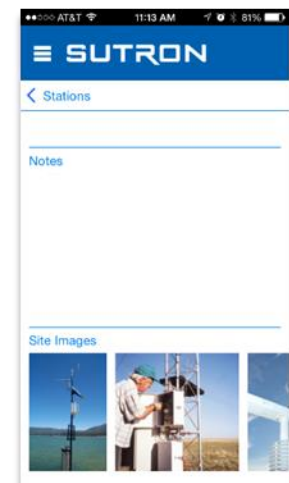 AT&T 11:13 AM 81%
SUTRON
Stations
Notes
Site Images